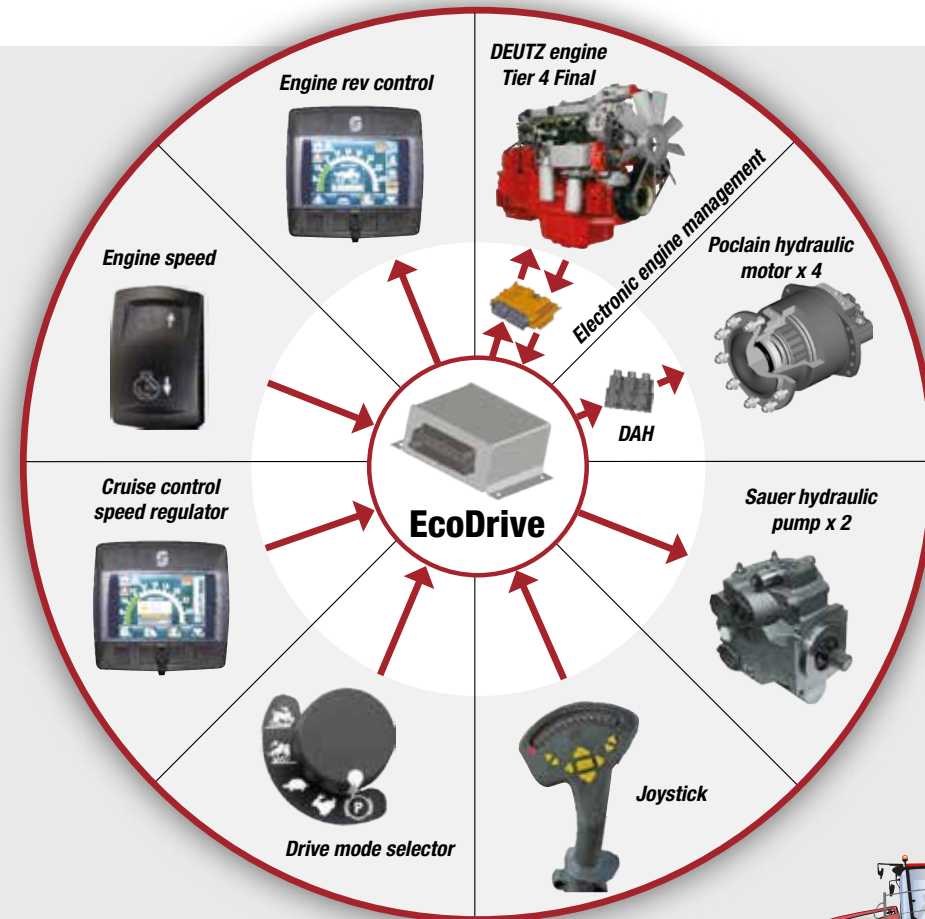 DEUTZ engine
Tier 4 Final
Engine rev control
Electronic engine management
Poclain hydraulic
motor x 4
Engine speed
DAH
Cruise control
speed regulator
EcoDrive
Sauer hydraulic
pump x 2
P
Joystick
Drive mode selector